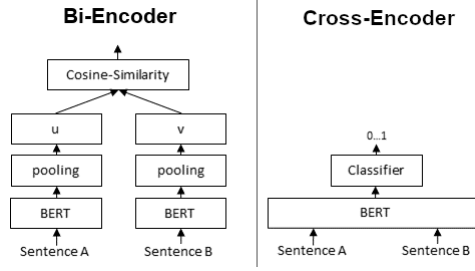 Bi-Encoder
Cosine-Similarity
u
v
pooling
pooling
BERT
BERT
Sentence A
Sentence B
Cross-Encoder
0...1
Classifier
BERT
Sentence A
Sentence B